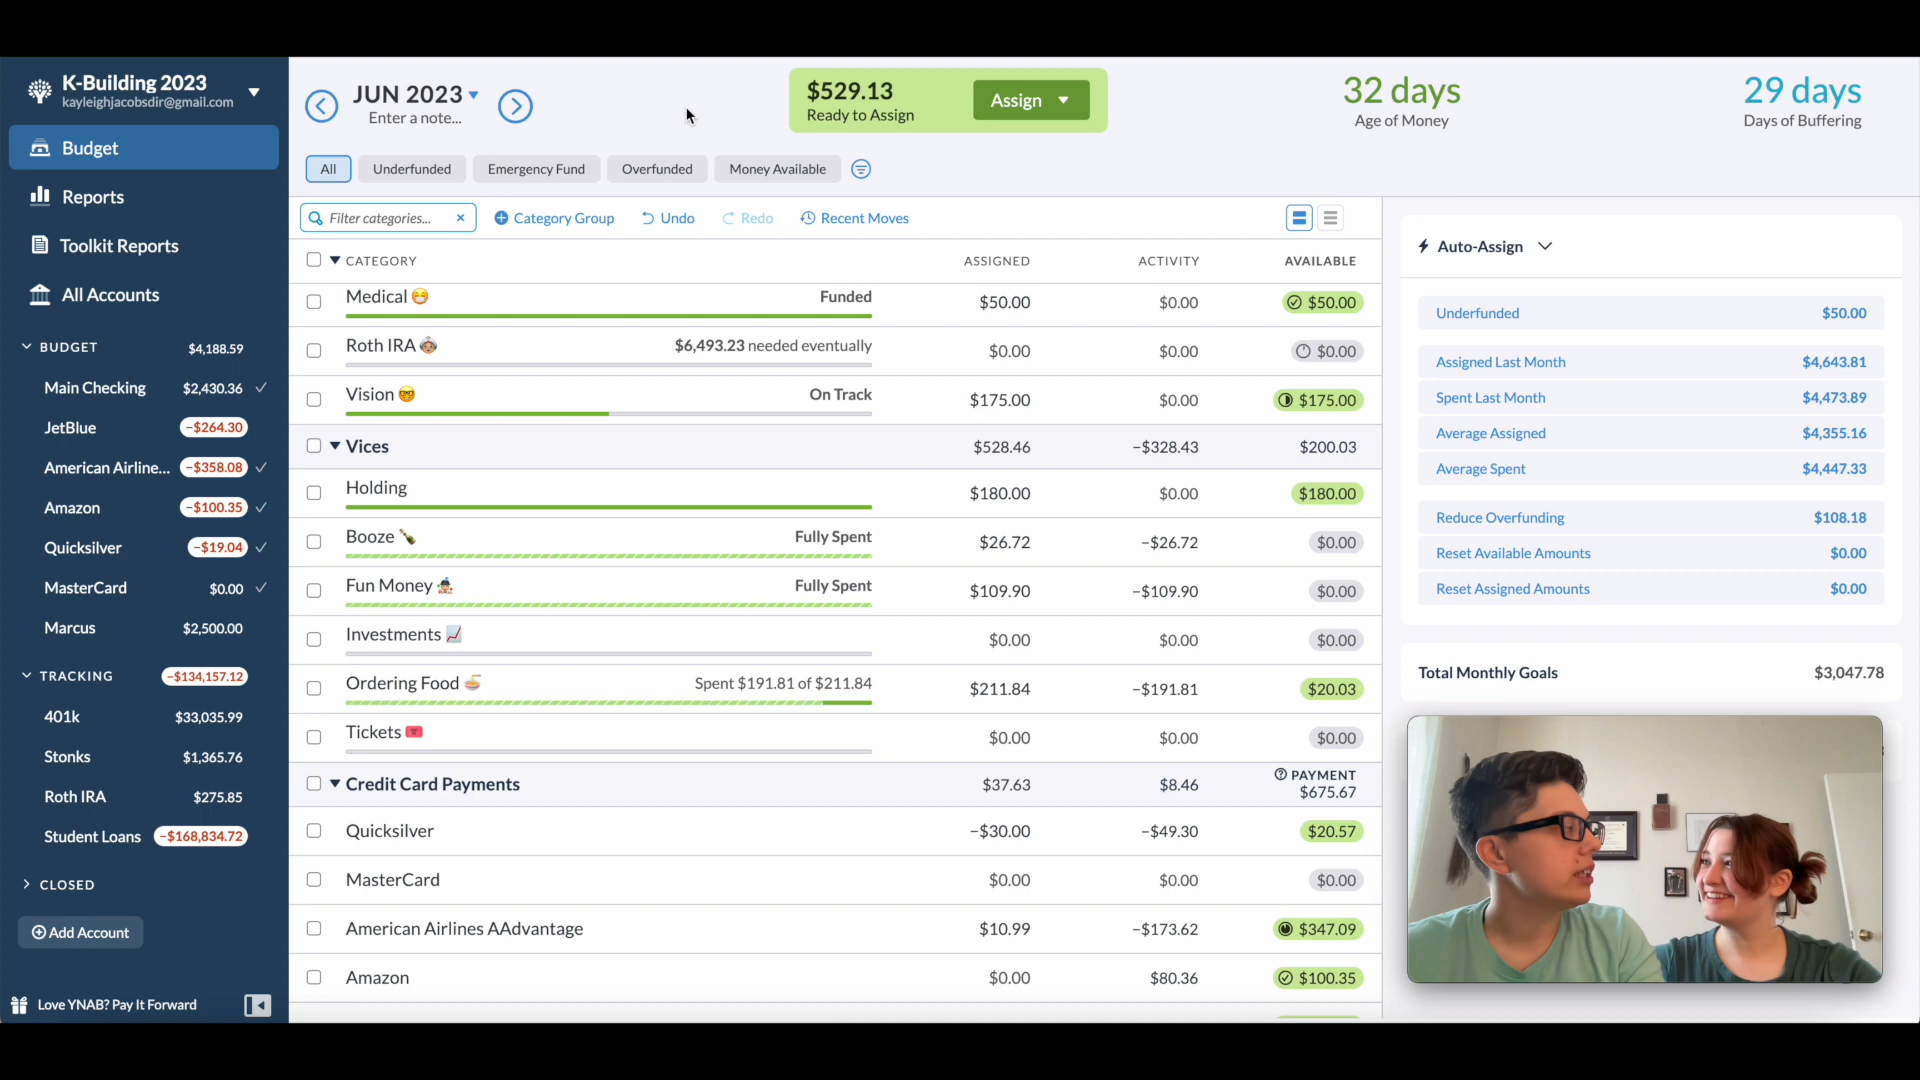 K-Building 2023
kayleighjacobsdir@gmail.com
Budget
Reports
Toolkit Reports
All Accounts
BUDGET $4,188.59
Main Checking $2,430.36
JetBlue −$264.30
American Airline... −$358.08
Amazon −$100.35
Quicksilver −$19.04
MasterCard $0.00
Marcus $2,500.00
TRACKING −$134,157.12
401k $33,035.99
Stonks $1,365.76
Roth IRA $275.85
Student Loans −$168,834.72
CLOSED
Add Account
Love YNAB? Pay It Forward
JUN 2023
Enter a note...
$529.13
Ready to Assign
Assign
32 days
Age of Money
29 days
Days of Buffering
All Underfunded Emergency Fund Overfunded Money Available
Filter categories... Category Group Undo Redo Recent Moves
CATEGORY ASSIGNED ACTIVITY AVAILABLE
Medical Funded $50.00 $0.00 $50.00
Roth IRA $6,493.23 needed eventually $0.00 $0.00 $0.00
Vision On Track $175.00 $0.00 $175.00
Vices $528.46 −$328.43 $200.03
Holding $180.00 $0.00 $180.00
Booze Fully Spent $26.72 −$26.72 $0.00
Fun Money Fully Spent $109.90 −$109.90 $0.00
Investments $0.00 $0.00 $0.00
Ordering Food Spent $191.81 of $211.84 $211.84 −$191.81 $20.03
Tickets $0.00 $0.00 $0.00
Credit Card Payments $37.63 $8.46 PAYMENT $675.67
Quicksilver −$30.00 −$49.30 $20.57
MasterCard $0.00 $0.00 $0.00
American Airlines AAdvantage $10.99 −$173.62 $347.09
Amazon $0.00 $80.36 $100.35
Auto-Assign
Underfunded $50.00
Assigned Last Month $4,643.81
Spent Last Month $4,473.89
Average Assigned $4,355.16
Average Spent $4,447.33
Reduce Overfunding $108.18
Reset Available Amounts $0.00
Reset Assigned Amounts $0.00
Total Monthly Goals $3,047.78